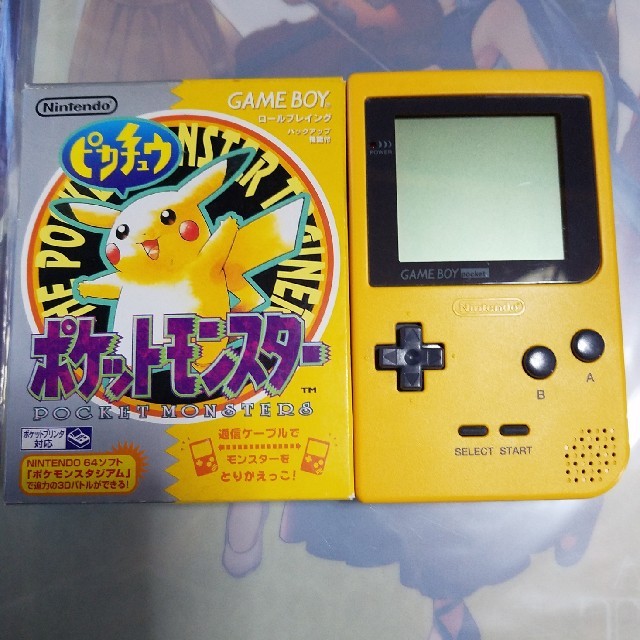 Nintendo
GAME BOY
ロールプレイング
バックアップ
機能付
ピカチュウ
ポケットモンスター
TM
POCKET MONSTERS
ポケットプリンタ
対応
NINTENDO 64ソフト
「ポケモンスタジアム」
で迫力の3Dバトルができる!
通信ケーブルで
モンスターを
とりかえっこ!
POWER
GAME BOY pocket
Nintendo
B
A
SELECT START